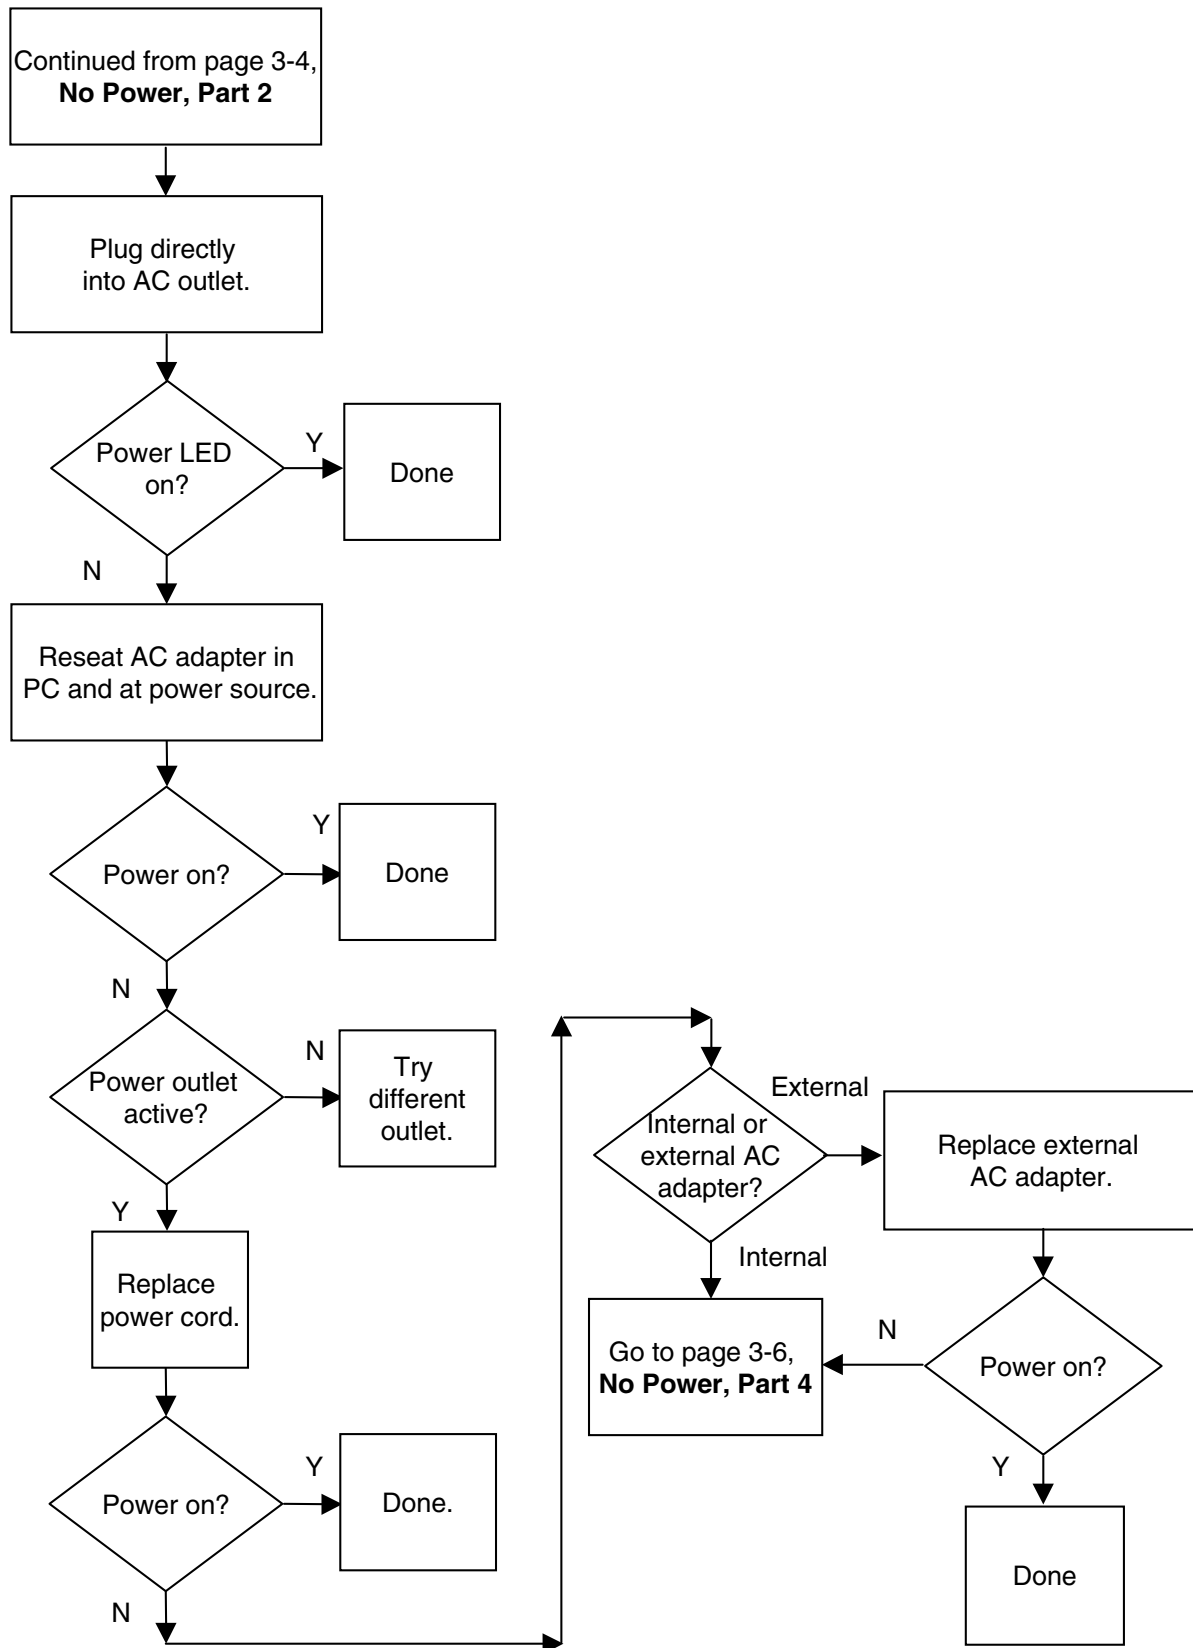 Continued from page 3-4,
No Power, Part 2
Plug directly
into AC outlet.
Power LED
on?
Y
Done
N
Reseat AC adapter in
PC and at power source.
Power on?
Y
Done
N
Power outlet
active?
N
Try
different
outlet.
Y
Replace
power cord.
Power on?
Y
Done.
N
Internal or
external AC
adapter?
External
Replace external
AC adapter.
Internal
Go to page 3-6,
No Power, Part 4
N
Power on?
Y
Done